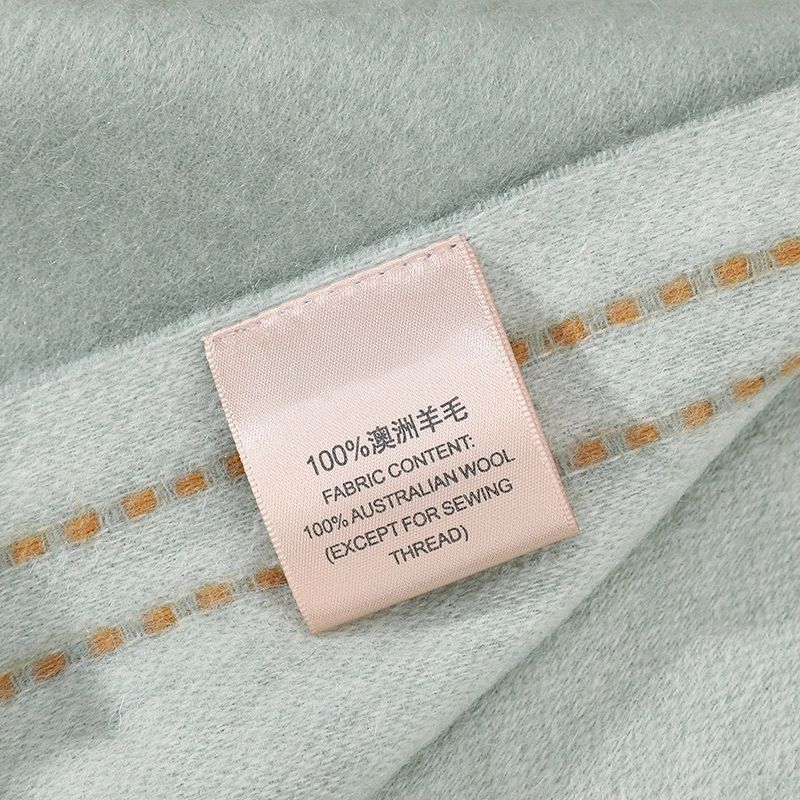 100%澳洲羊毛
FABRIC CONTENT:
100% AUSTRALIAN WOOL
(EXCEPT FOR SEWING
THREAD)